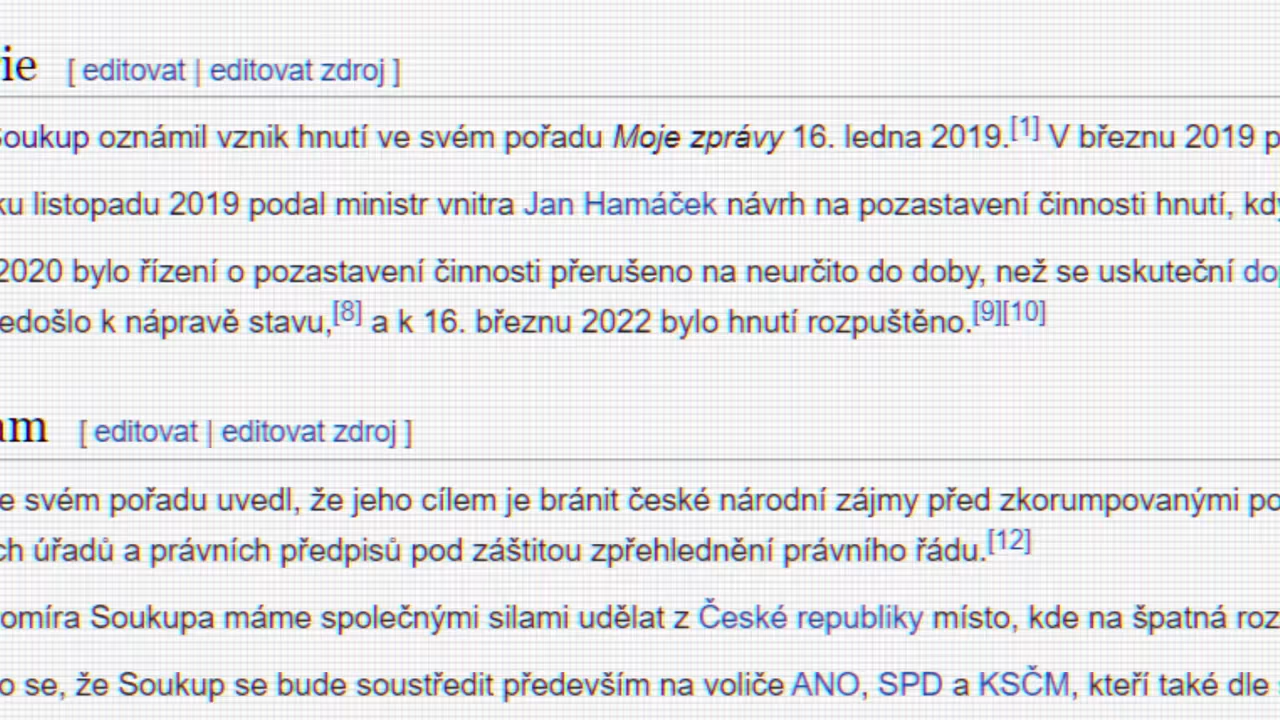 ie [ editovat | editovat zdroj ]
Soukup oznámil vznik hnutí ve svém pořadu Moje zprávy 16. ledna 2019.[1] V březnu 2019 p
ku listopadu 2019 podal ministr vnitra Jan Hamáček návrh na pozastavení činnosti hnutí, kdy
2020 bylo řízení o pozastavení činnosti přerušeno na neurčito do doby, než se uskuteční dop
edošlo k nápravě stavu,[8] a k 16. březnu 2022 bylo hnutí rozpuštěno.[9][10]
am [ editovat | editovat zdroj ]
e svém pořadu uvedl, že jeho cílem je bránit české národní zájmy před zkorumpovanými po
ch úřadů a právních předpisů pod záštitou zpřehlednění právního řádu.[12]
omíra Soukupa máme společnými silami udělat z České republiky místo, kde na špatná roz
o se, že Soukup se bude soustředit především na voliče ANO, SPD a KSČM, kteří také dle